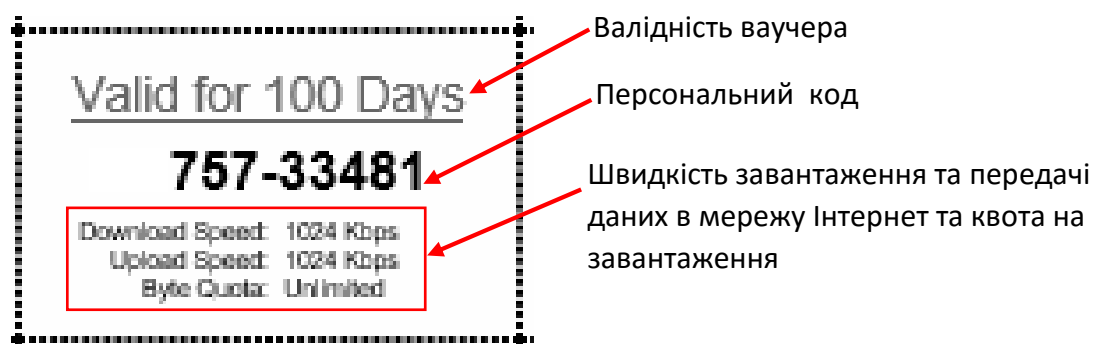 Valid for 100 Days
757-33481
Download Speed: 1024 Kbps
Upload Speed: 1024 Kbps
Byte Quota: Unlimited
Валідність ваучера
Персональний код
Швидкість завантаження та передачі
даних в мережу Інтернет та квота на
завантаження